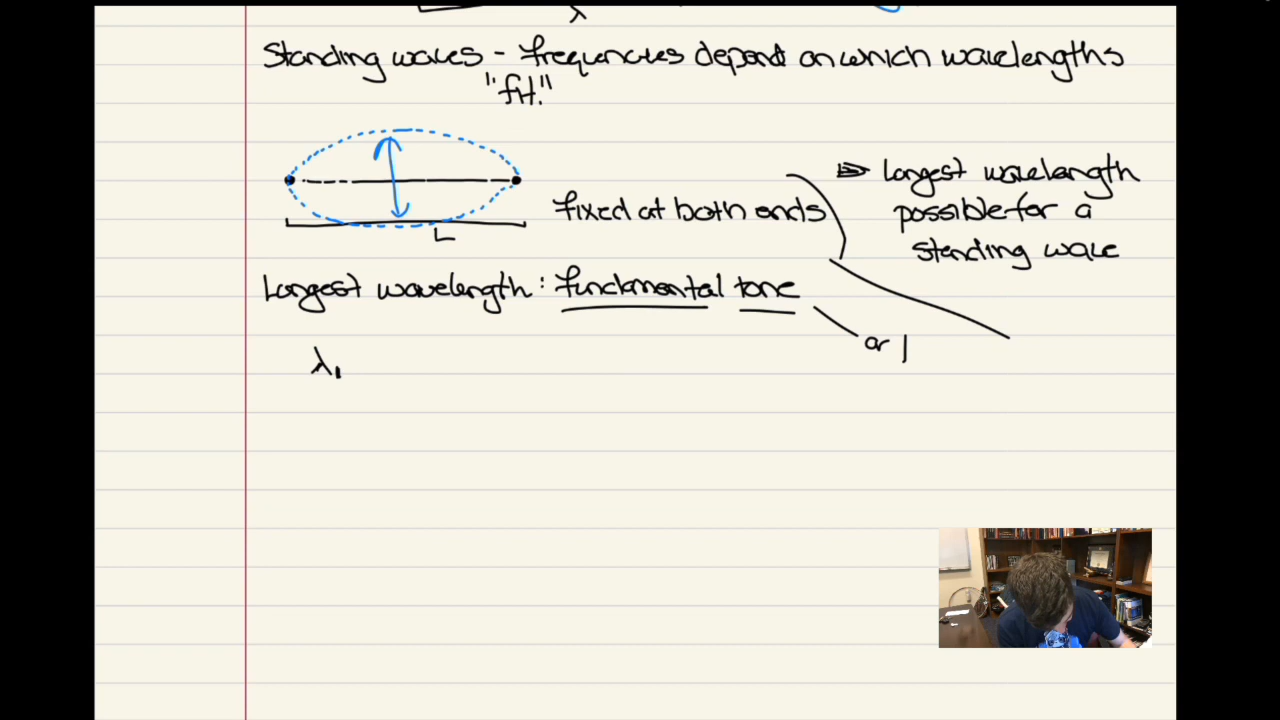 λ
Standing waves - frequencies depend on which wavelengths
"fit."
L
fixed at both ends
Longest wavelength
possible for a
standing wave
Longest wavelength: fundamental tone
or
λ₁